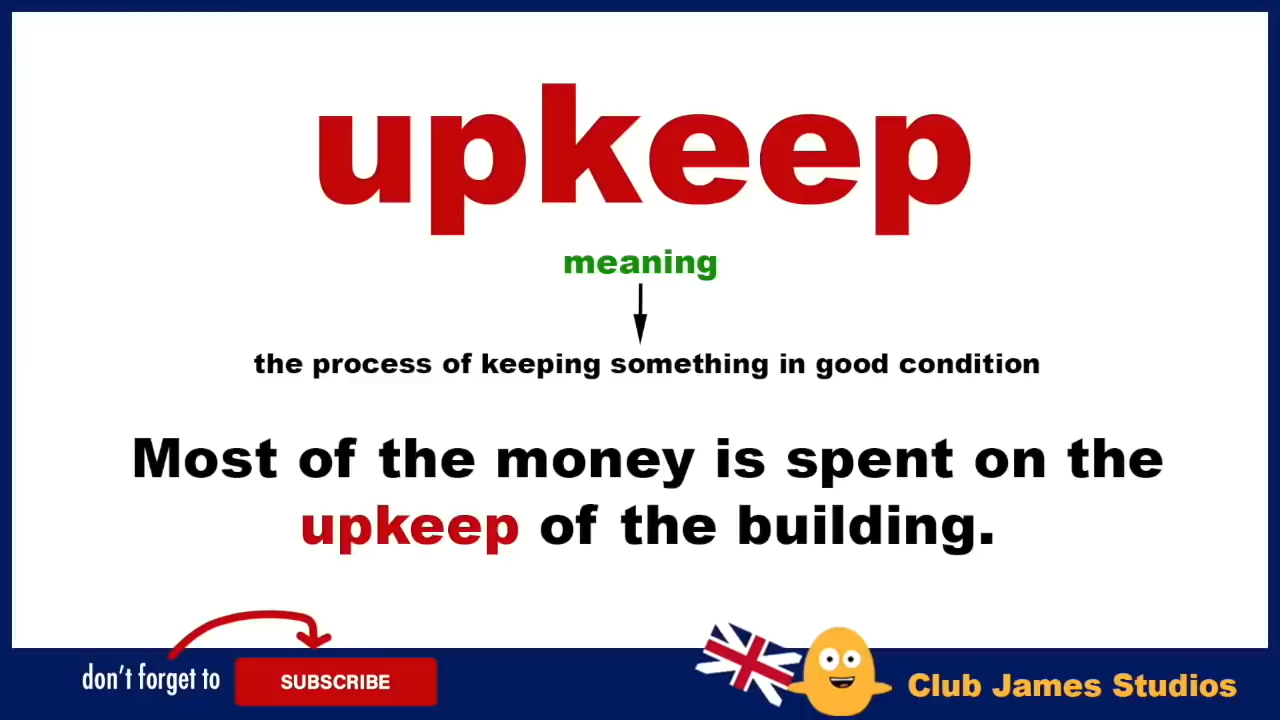 upkeep
meaning
the process of keeping something in good condition
Most of the money is spent on the
upkeep of the building.
don't forget to
SUBSCRIBE
Club James Studios